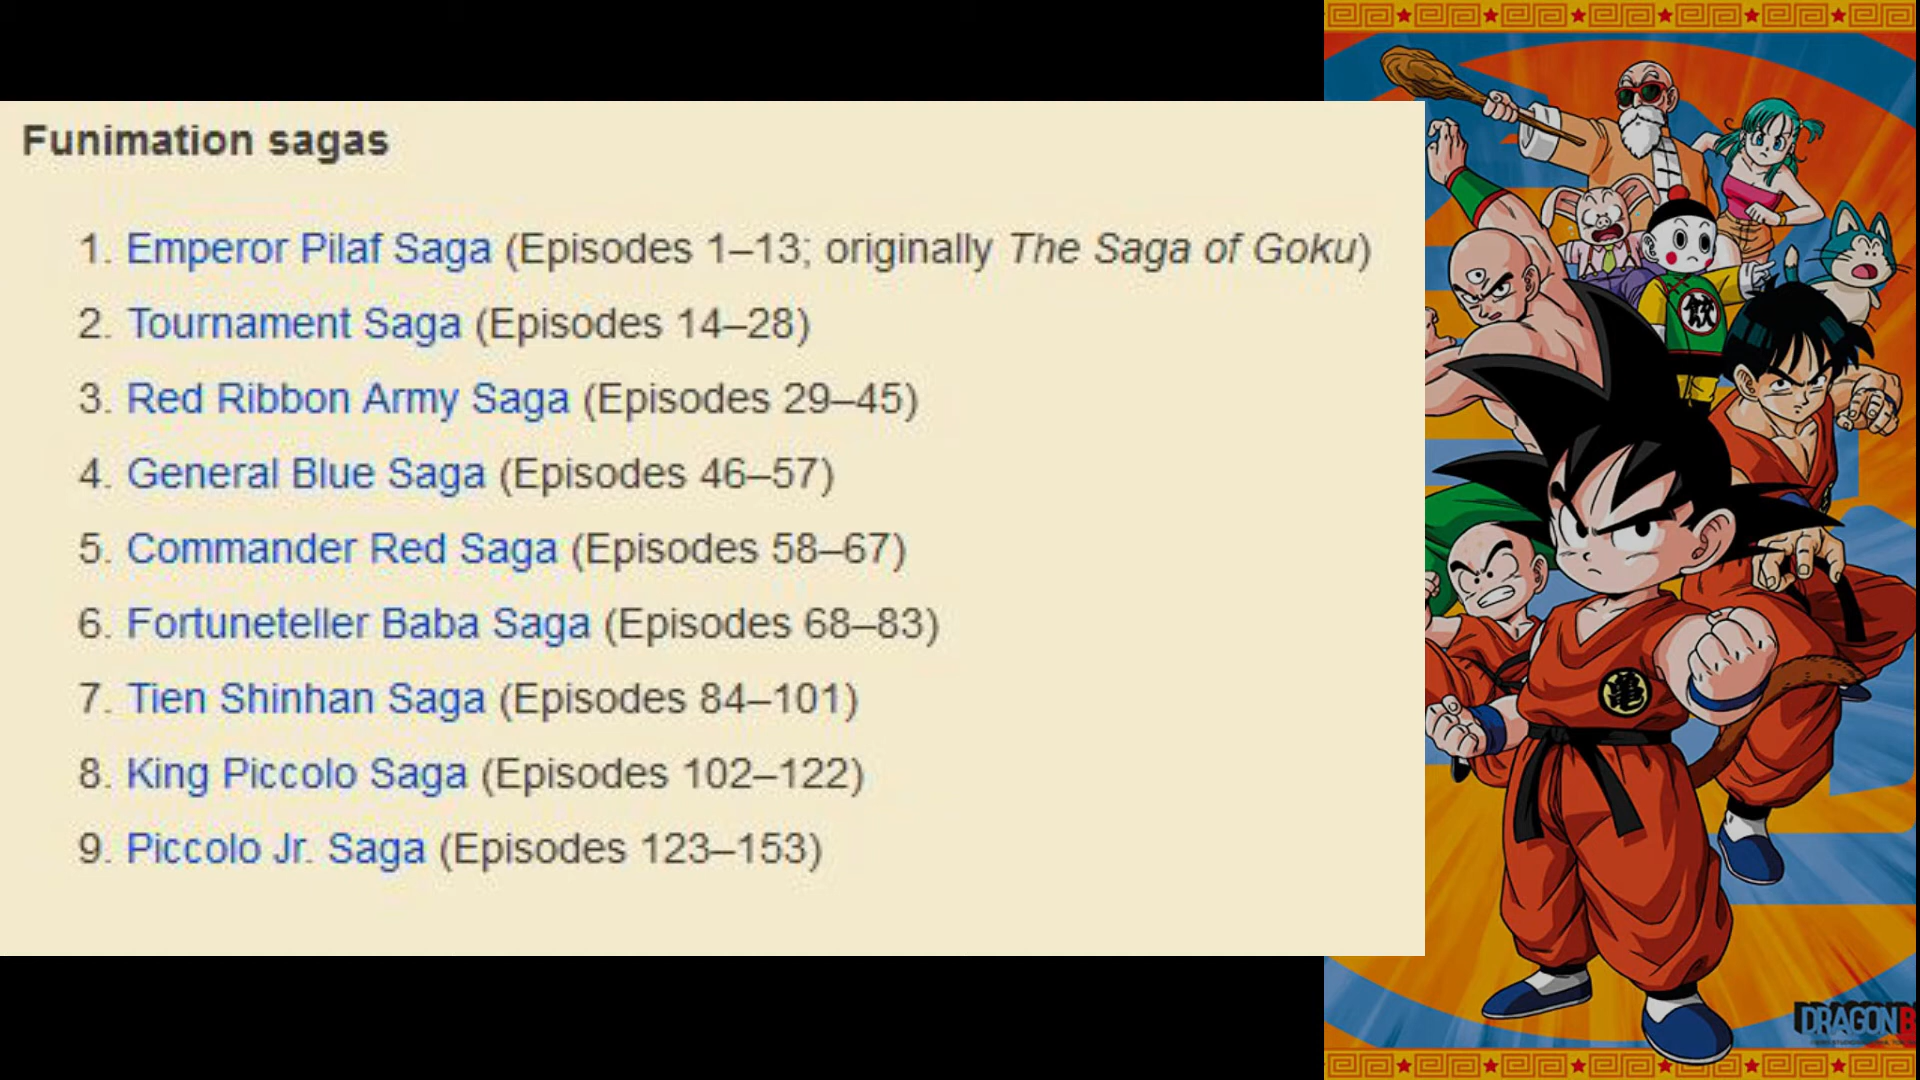 Funimation sagas
1. Emperor Pilaf Saga (Episodes 1–13; originally The Saga of Goku)
2. Tournament Saga (Episodes 14–28)
3. Red Ribbon Army Saga (Episodes 29–45)
4. General Blue Saga (Episodes 46–57)
5. Commander Red Saga (Episodes 58–67)
6. Fortuneteller Baba Saga (Episodes 68–83)
7. Tien Shinhan Saga (Episodes 84–101)
8. King Piccolo Saga (Episodes 102–122)
9. Piccolo Jr. Saga (Episodes 123–153)
餃
亀
DRAGON B